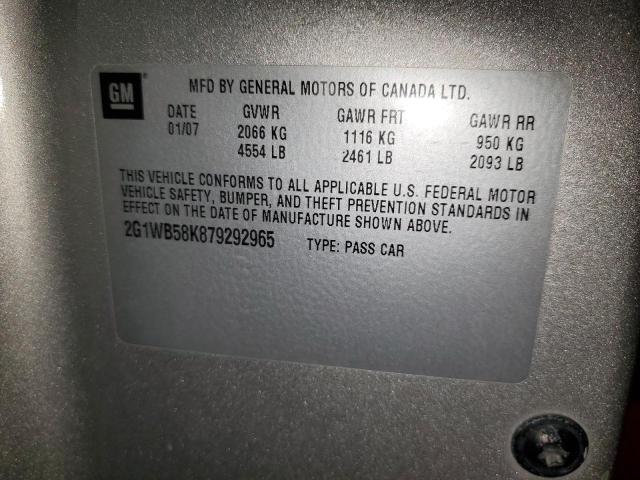 GM
MFD BY GENERAL MOTORS OF CANADA LTD.
DATE GVWR GAWR FRT GAWR RR
01/07 2066 KG 1116 KG 950 KG
4554 LB 2461 LB 2093 LB
THIS VEHICLE CONFORMS TO ALL APPLICABLE U.S. FEDERAL MOTOR
VEHICLE SAFETY, BUMPER, AND THEFT PREVENTION STANDARDS IN
EFFECT ON THE DATE OF MANUFACTURE SHOWN ABOVE.
2G1WB58K879292965 TYPE: PASS CAR